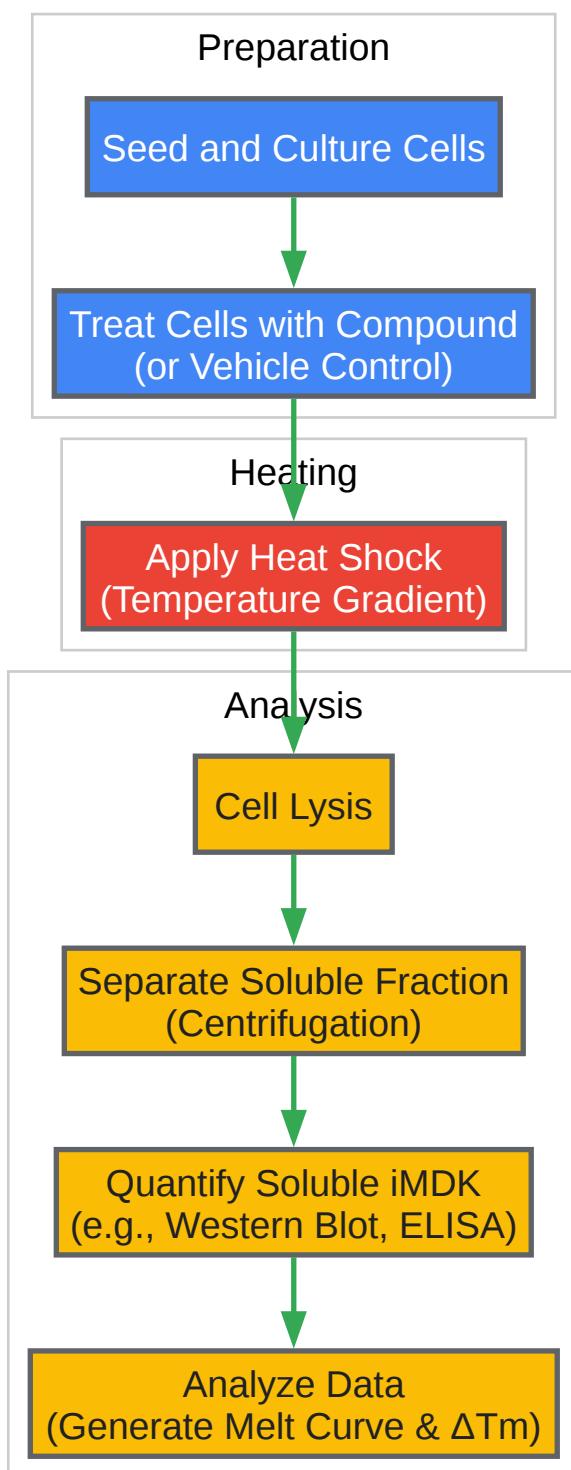 Preparation
Seed and Culture Cells
Treat Cells with Compound
(or Vehicle Control)
Heating
Apply Heat Shock
(Temperature Gradient)
Analysis
Cell Lysis
Separate Soluble Fraction
(Centrifugation)
Quantify Soluble iMDK
(e.g., Western Blot, ELISA)
Analyze Data
(Generate Melt Curve & ΔTm)